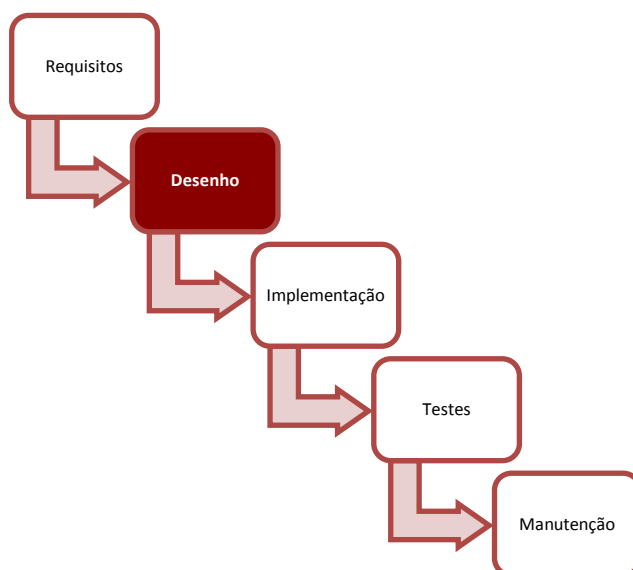 Requisitos
Desenho
Implementação
Testes
Manutenção